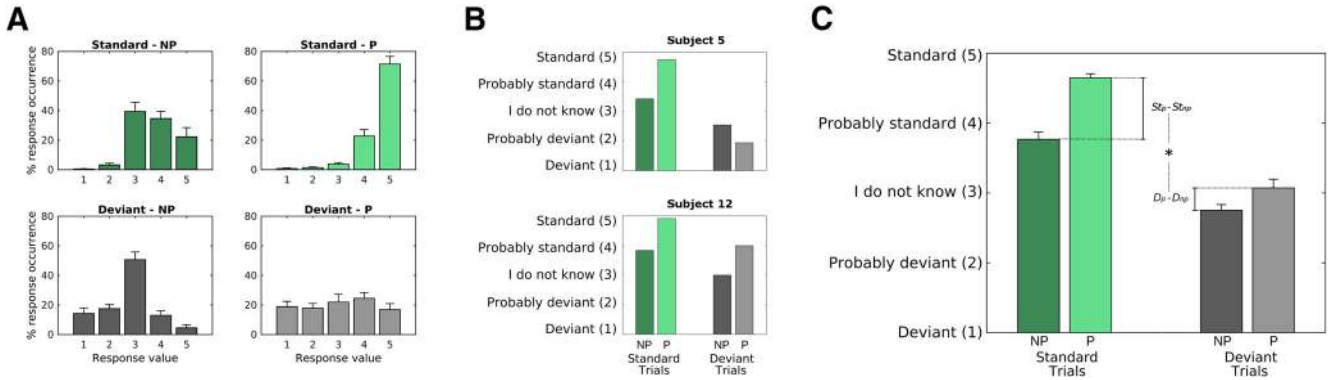 A
Standard - NP
Standard - P
% response occurrence
80
60
40
20
0
1 2 3 4 5
80
60
40
20
0
1 2 3 4 5
Deviant - NP
Deviant - P
% response occurrence
80
60
40
20
0
1 2 3 4 5
Response value
80
60
40
20
0
1 2 3 4 5
Response value
B
Subject 5
Standard (5)
Probably standard (4)
I do not know (3)
Probably deviant (2)
Deviant (1)
Subject 12
Standard (5)
Probably standard (4)
I do not know (3)
Probably deviant (2)
Deviant (1)
NP P NP P
Standard Trials
Deviant Trials
C
Standard (5)
Probably standard (4)
I do not know (3)
Probably deviant (2)
Deviant (1)
Stp-Stnp
*
Dp-Dnp
NP P NP P
Standard Trials
Deviant Trials